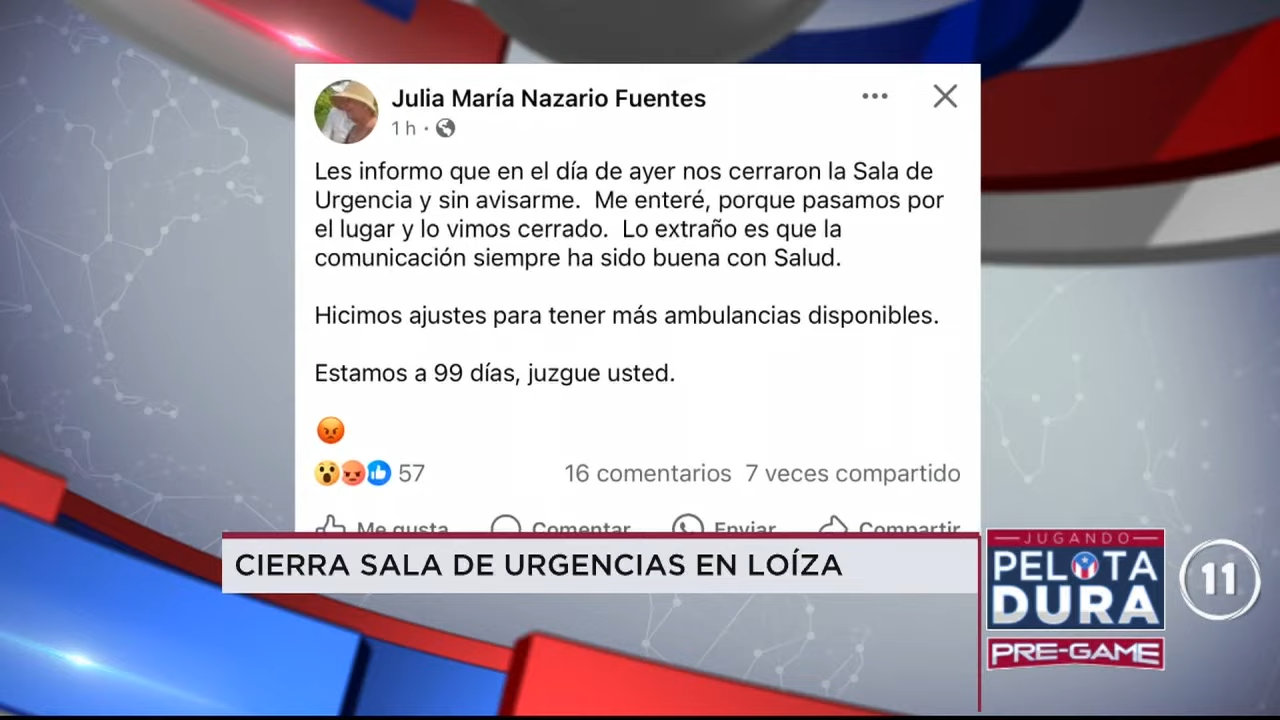 Julia María Nazario Fuentes
1 h ·
Les informo que en el día de ayer nos cerraron la Sala de
Urgencia y sin avisarme.  Me enteré, porque pasamos por
el lugar y lo vimos cerrado.  Lo extraño es que la
comunicación siempre ha sido buena con Salud.
Hicimos ajustes para tener más ambulancias disponibles.
Estamos a 99 días, juzgue usted.
😡
57
16 comentarios 7 veces compartido
Me gusta Comentar Enviar Compartir
CIERRA SALA DE URGENCIAS EN LOÍZA
JUGANDO
PELOTA
DURA
PRE-GAME
11